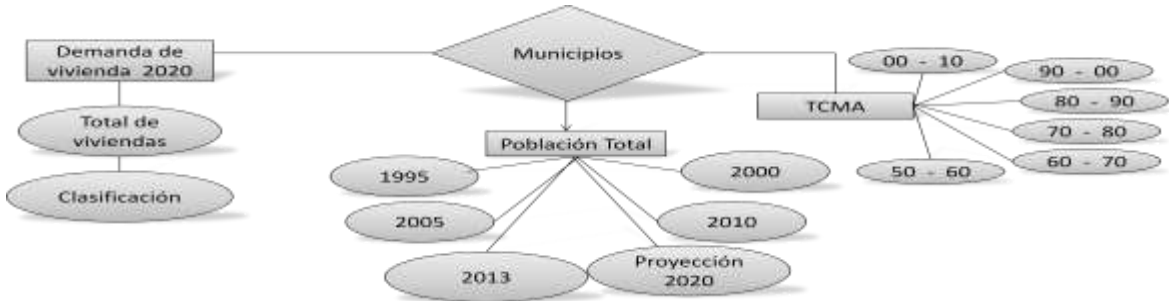 Demanda de
vivienda 2020
Total de
viviendas
Clasificación
Municipios
Población Total
1995
2000
2005
2010
2013
Proyección
2020
TCMA
00 - 10
90 - 00
80 - 90
70 - 80
60 - 70
50 - 60